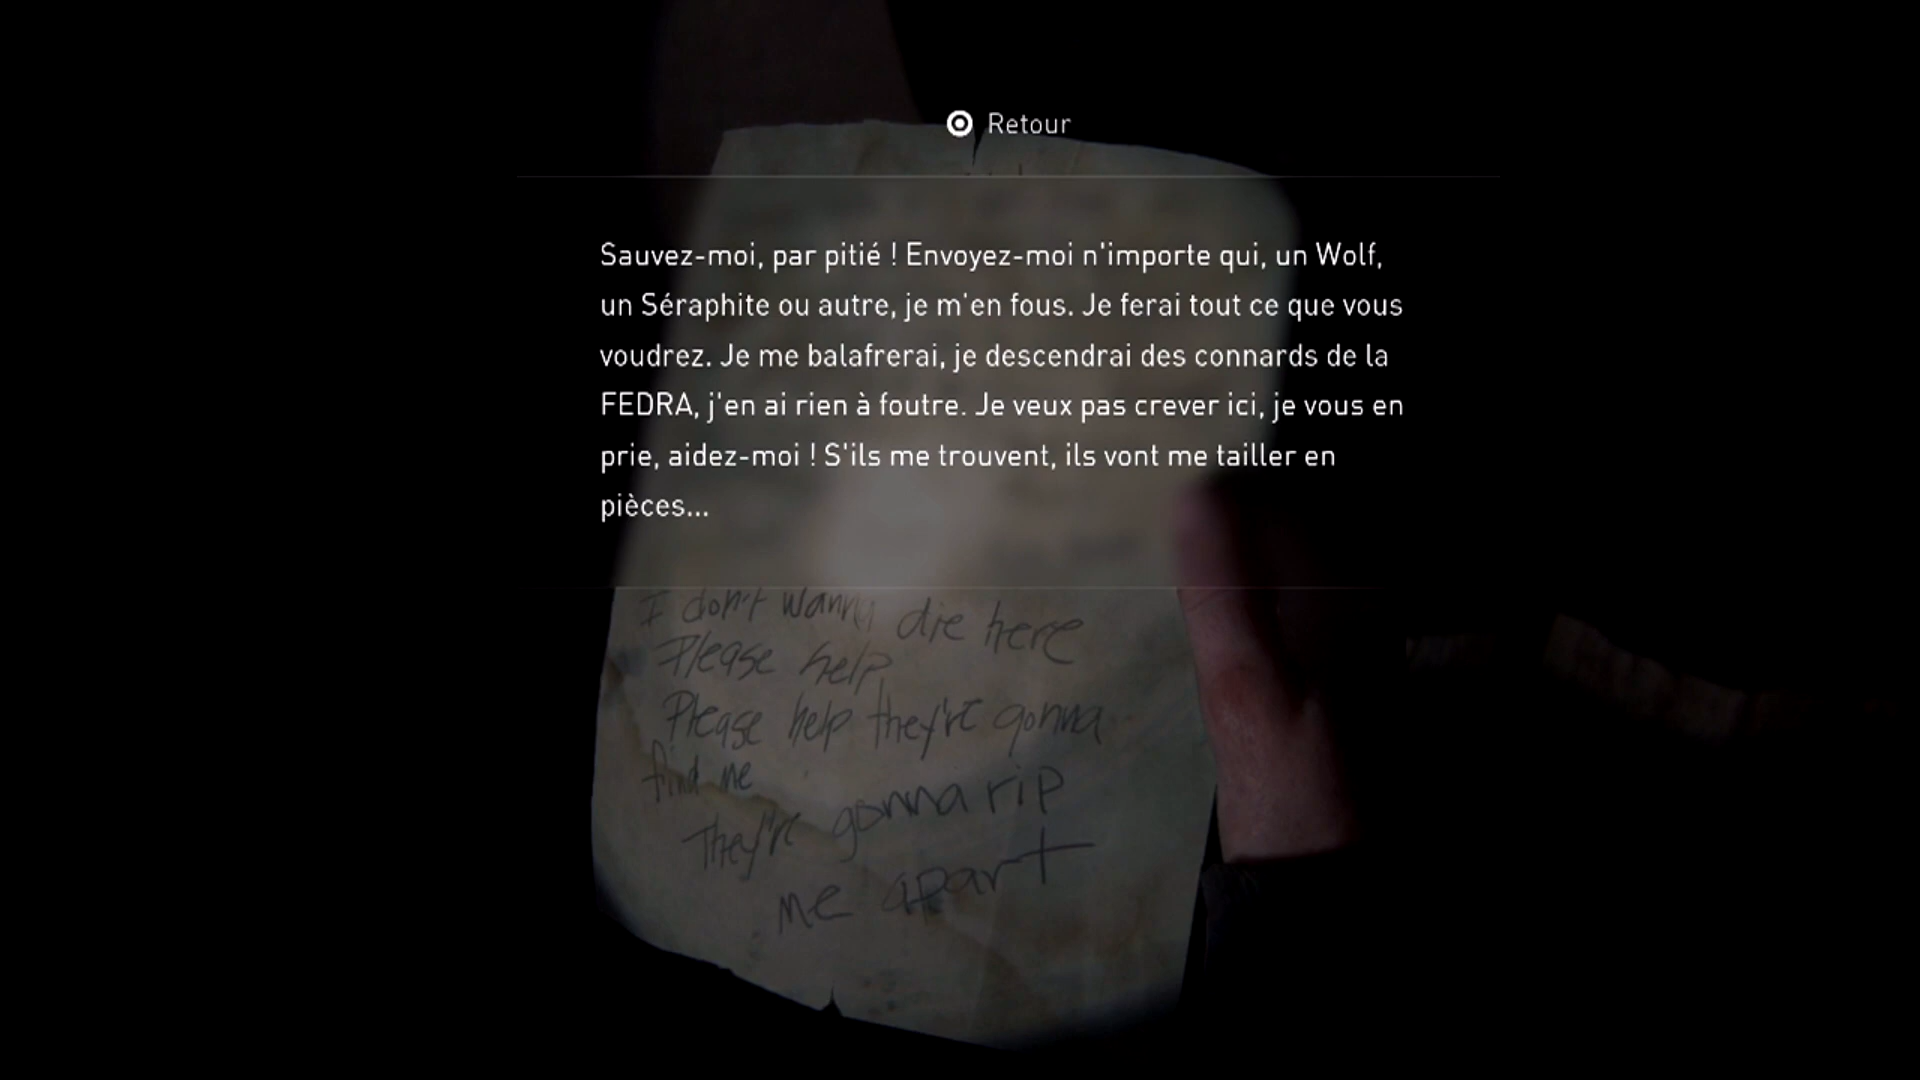 Retour
Sauvez-moi, par pitié ! Envoyez-moi n'importe qui, un Wolf,
un Séraphite ou autre, je m'en fous. Je ferai tout ce que vous
voudrez. Je me balafrerai, je descendrai des connards de la
FEDRA, j'en ai rien à foutre. Je veux pas crever ici, je vous en
prie, aidez-moi ! S'ils me trouvent, ils vont me tailler en
pièces...
I don't wanna die here
Please help
Please help they're gonna
find me
They're gonna rip
me apart